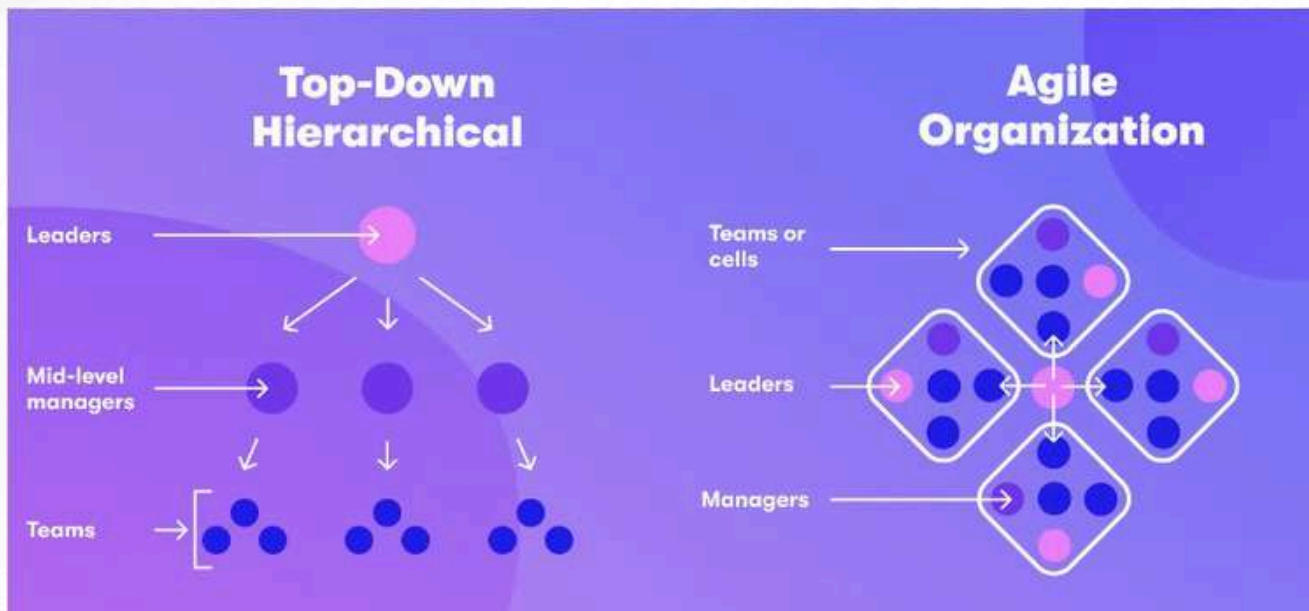 Top-Down
Hierarchical
Leaders
Mid-level
managers
Teams
Agile
Organization
Teams or
cells
Leaders
Managers